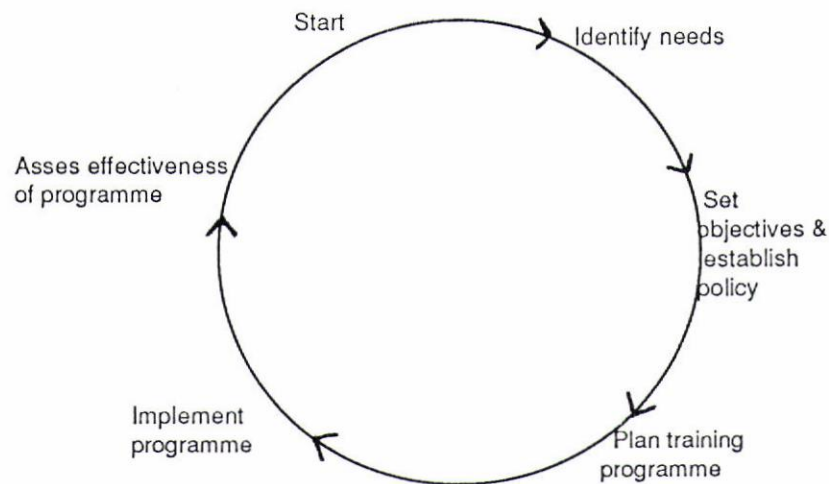 Start
Identify needs
Set
objectives &
establish
policy
Plan training
programme
Implement
programme
Asses effectiveness
of programme